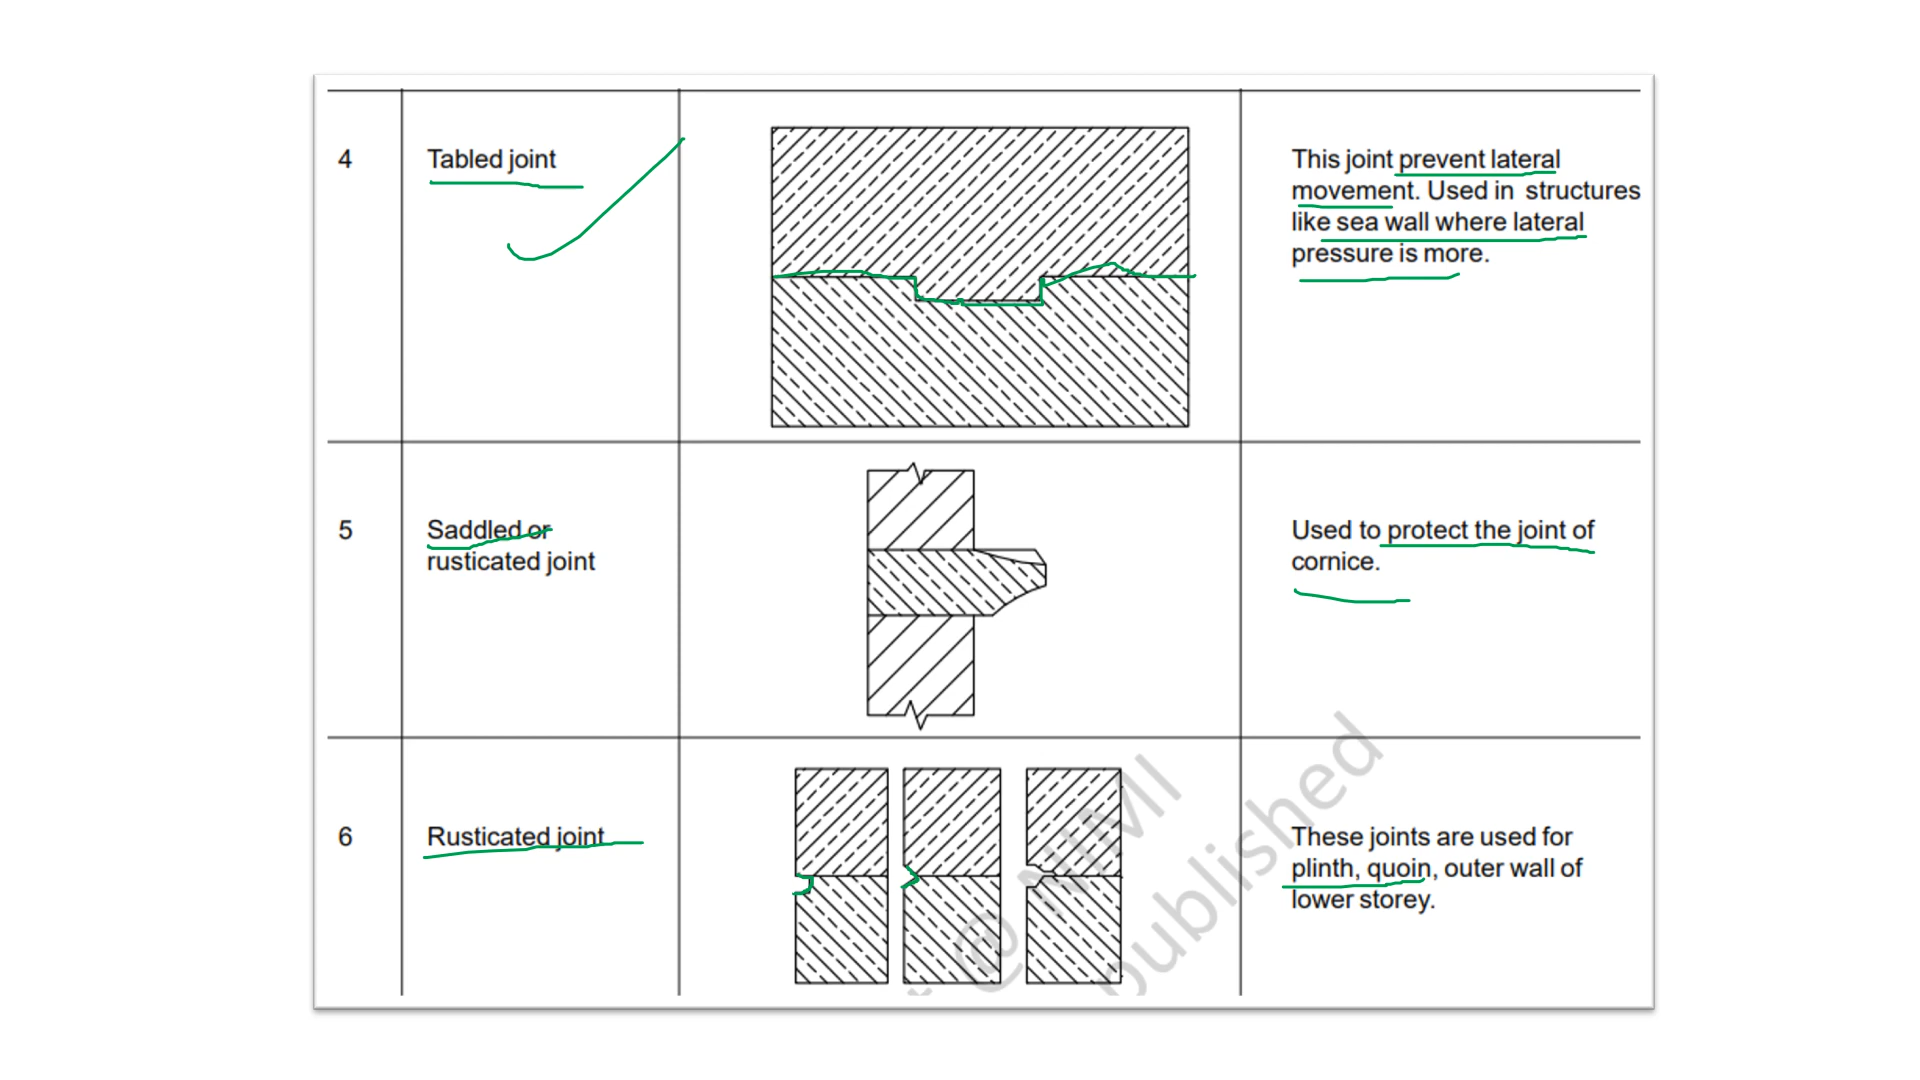 4
Tabled joint
This joint prevent lateral
movement. Used in structures
like sea wall where lateral
pressure is more.
5
Saddled or
rusticated joint
Used to protect the joint of
cornice.
6
Rusticated joint
These joints are used for
plinth, quoin, outer wall of
lower storey.
@ NIMI
published